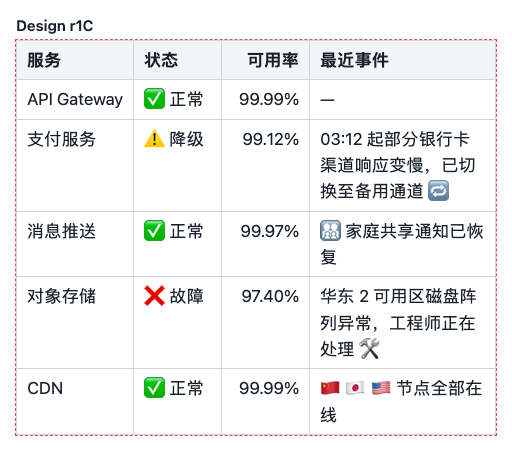 Design r1C
服务 状态 可用率 最近事件
API Gateway ✅ 正常 99.99% —
支付服务 ⚠️ 降级 99.12% 03:12 起部分银行卡
渠道响应变慢，已切
换至备用通道 🔁
消息推送 ✅ 正常 99.97% 👨‍👩‍👧‍👦 家庭共享通知已恢
复
对象存储 ❌ 故障 97.40% 华东 2 可用区磁盘阵
列异常，工程师正在
处理 🛠️
CDN ✅ 正常 99.99% 🇨🇳 🇯🇵 🇺🇸 节点全部在
线